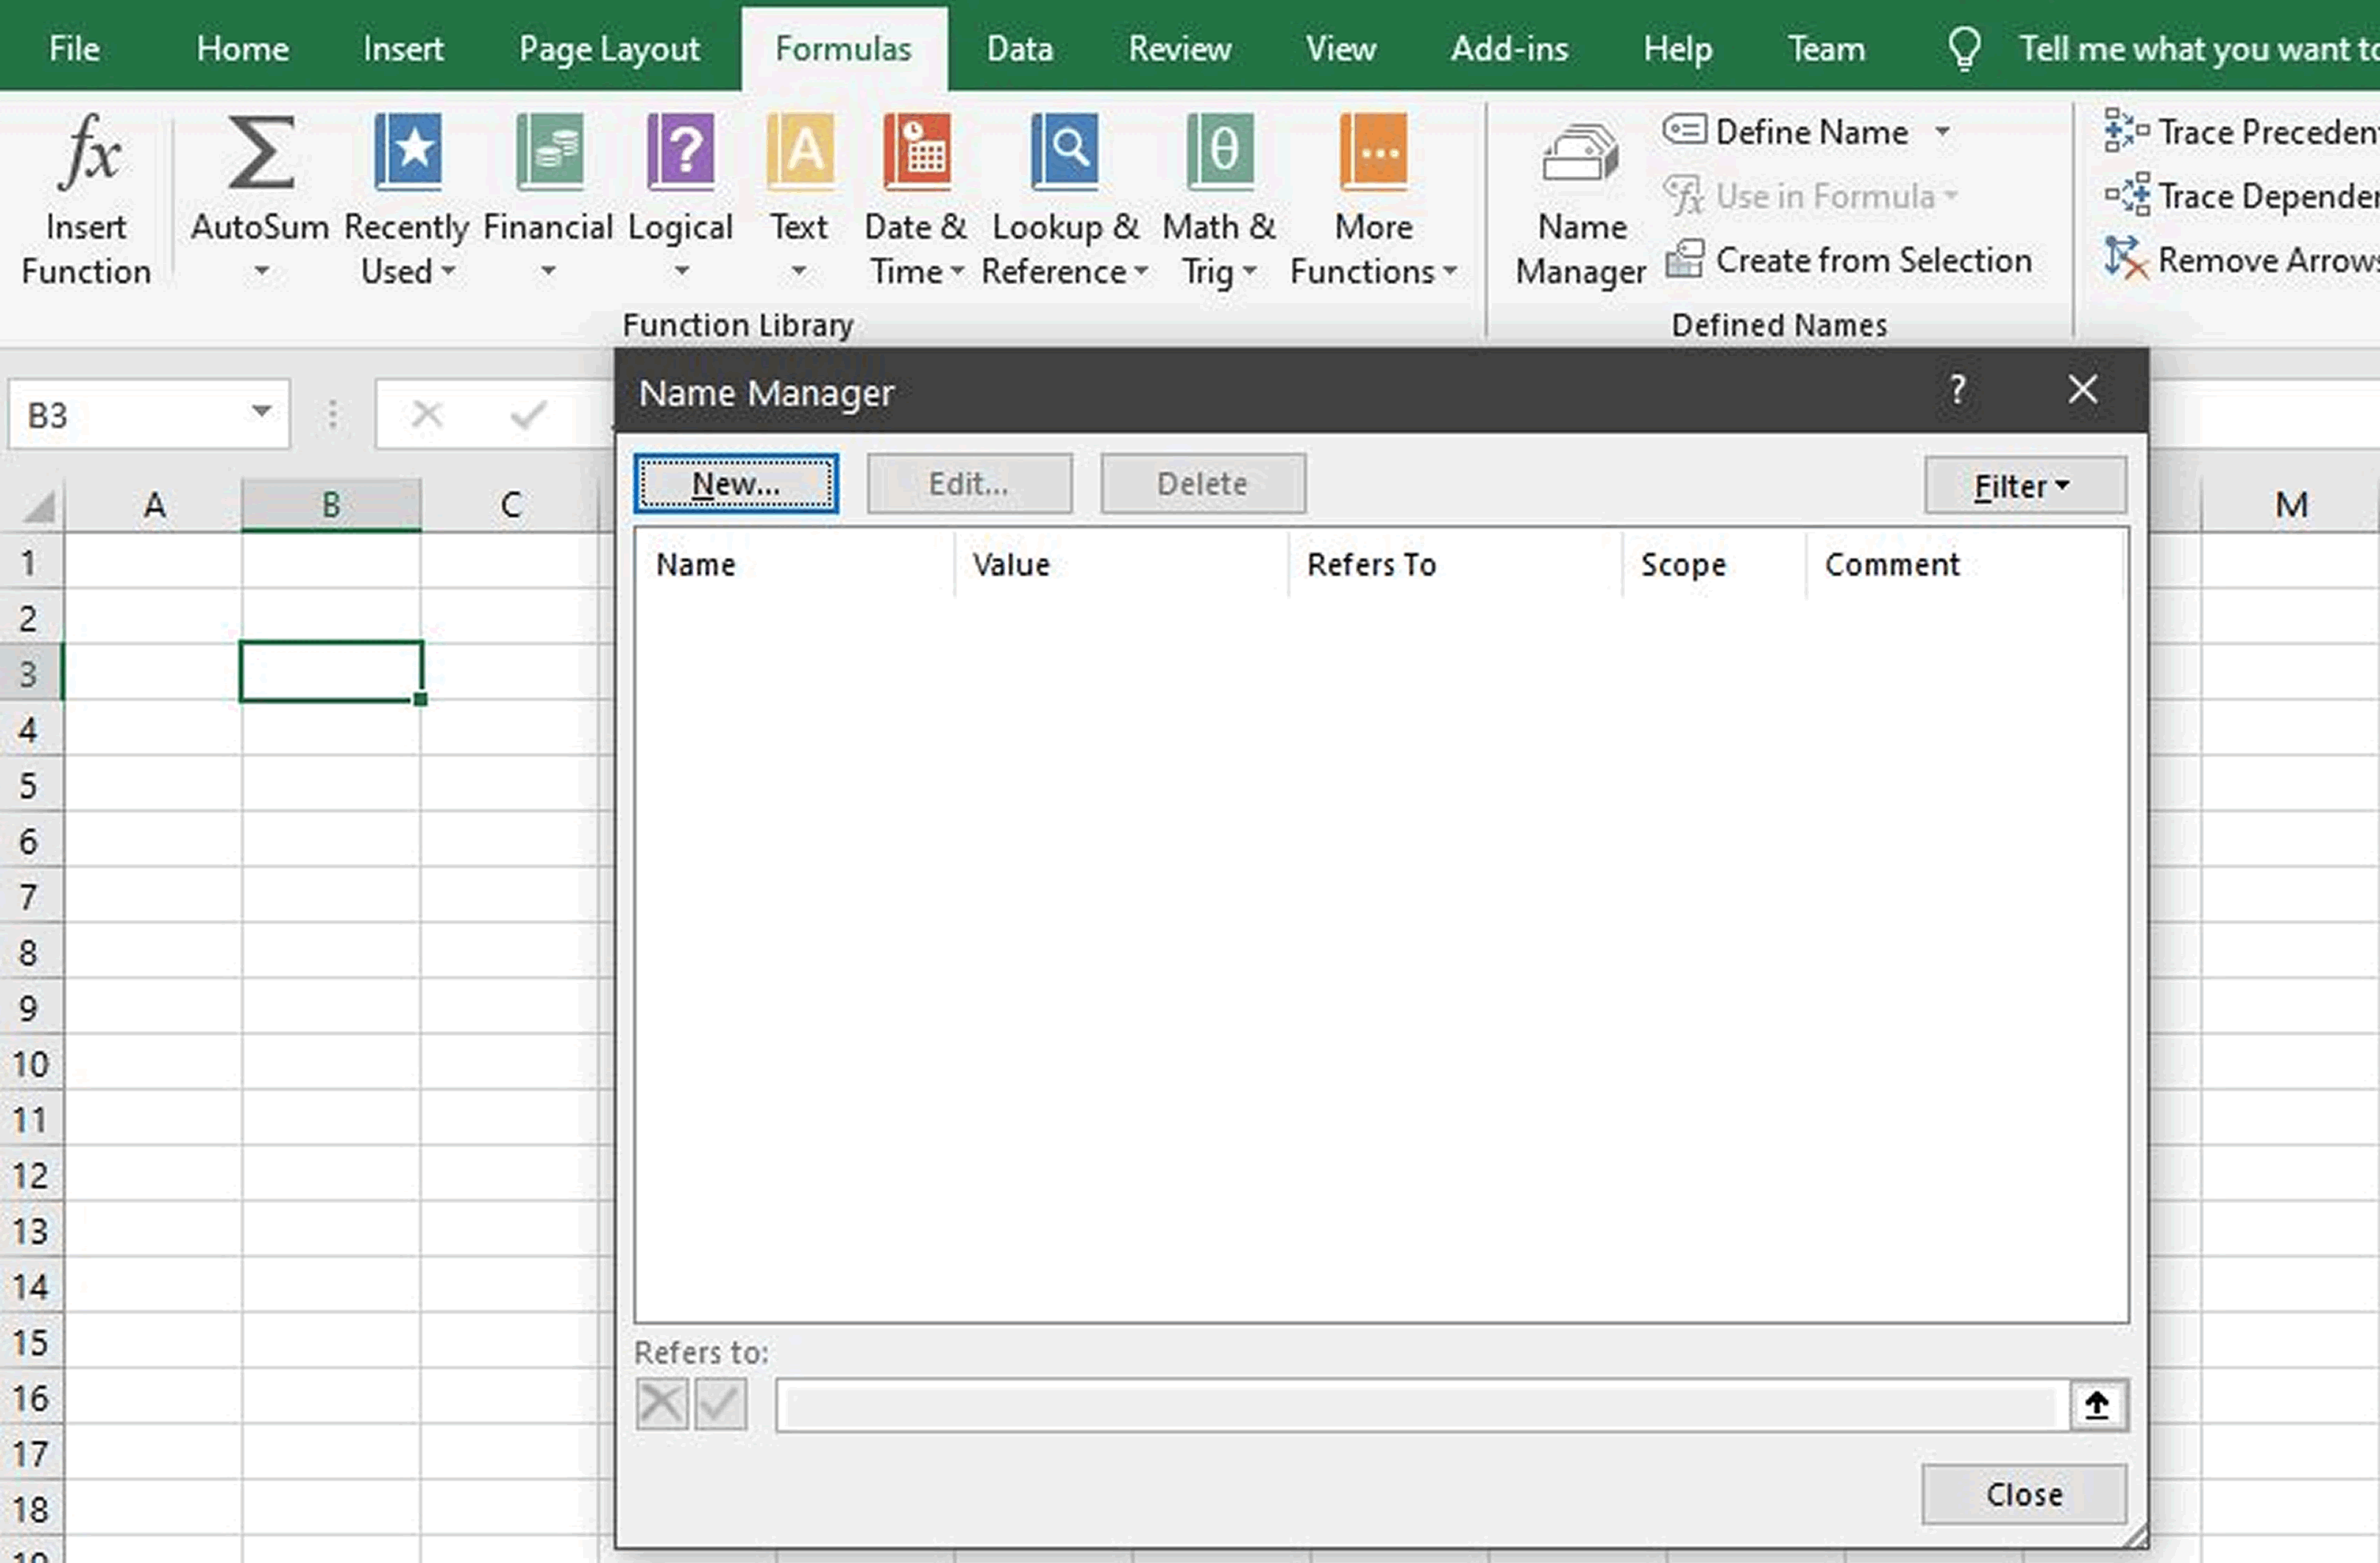 File Home Insert Page Layout Formulas Data Review View Add-ins Help Team Tell me what you want to
fx Σ A θ
Insert Function
AutoSum
Recently Used
Financial
Logical
Text
Date & Time
Lookup & Reference
Math & Trig
More Functions
Function Library
Name Manager
Define Name
Use in Formula
Create from Selection
Defined Names
Trace Preceden
Trace Depender
Remove Arrows
B3
A B C M
1
2
3
4
5
6
7
8
9
10
11
12
13
14
15
16
17
18
19
Name Manager ?
New... Edit... Delete Filter
Name Value Refers To Scope Comment
Refers to:
Close